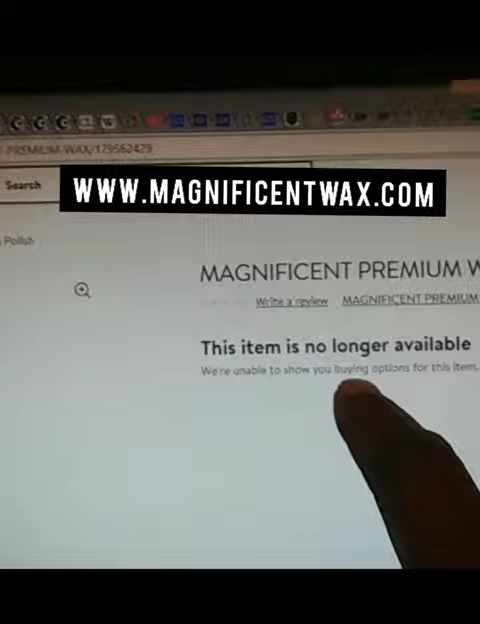 -PREMIUM-WAX/179562429
Search
WWW.MAGNIFICENTWAX.COM
Polish
MAGNIFICENT PREMIUM W
Write a review MAGNIFICENT PREMIUM
This item is no longer available
We're unable to show you buying options for this item.